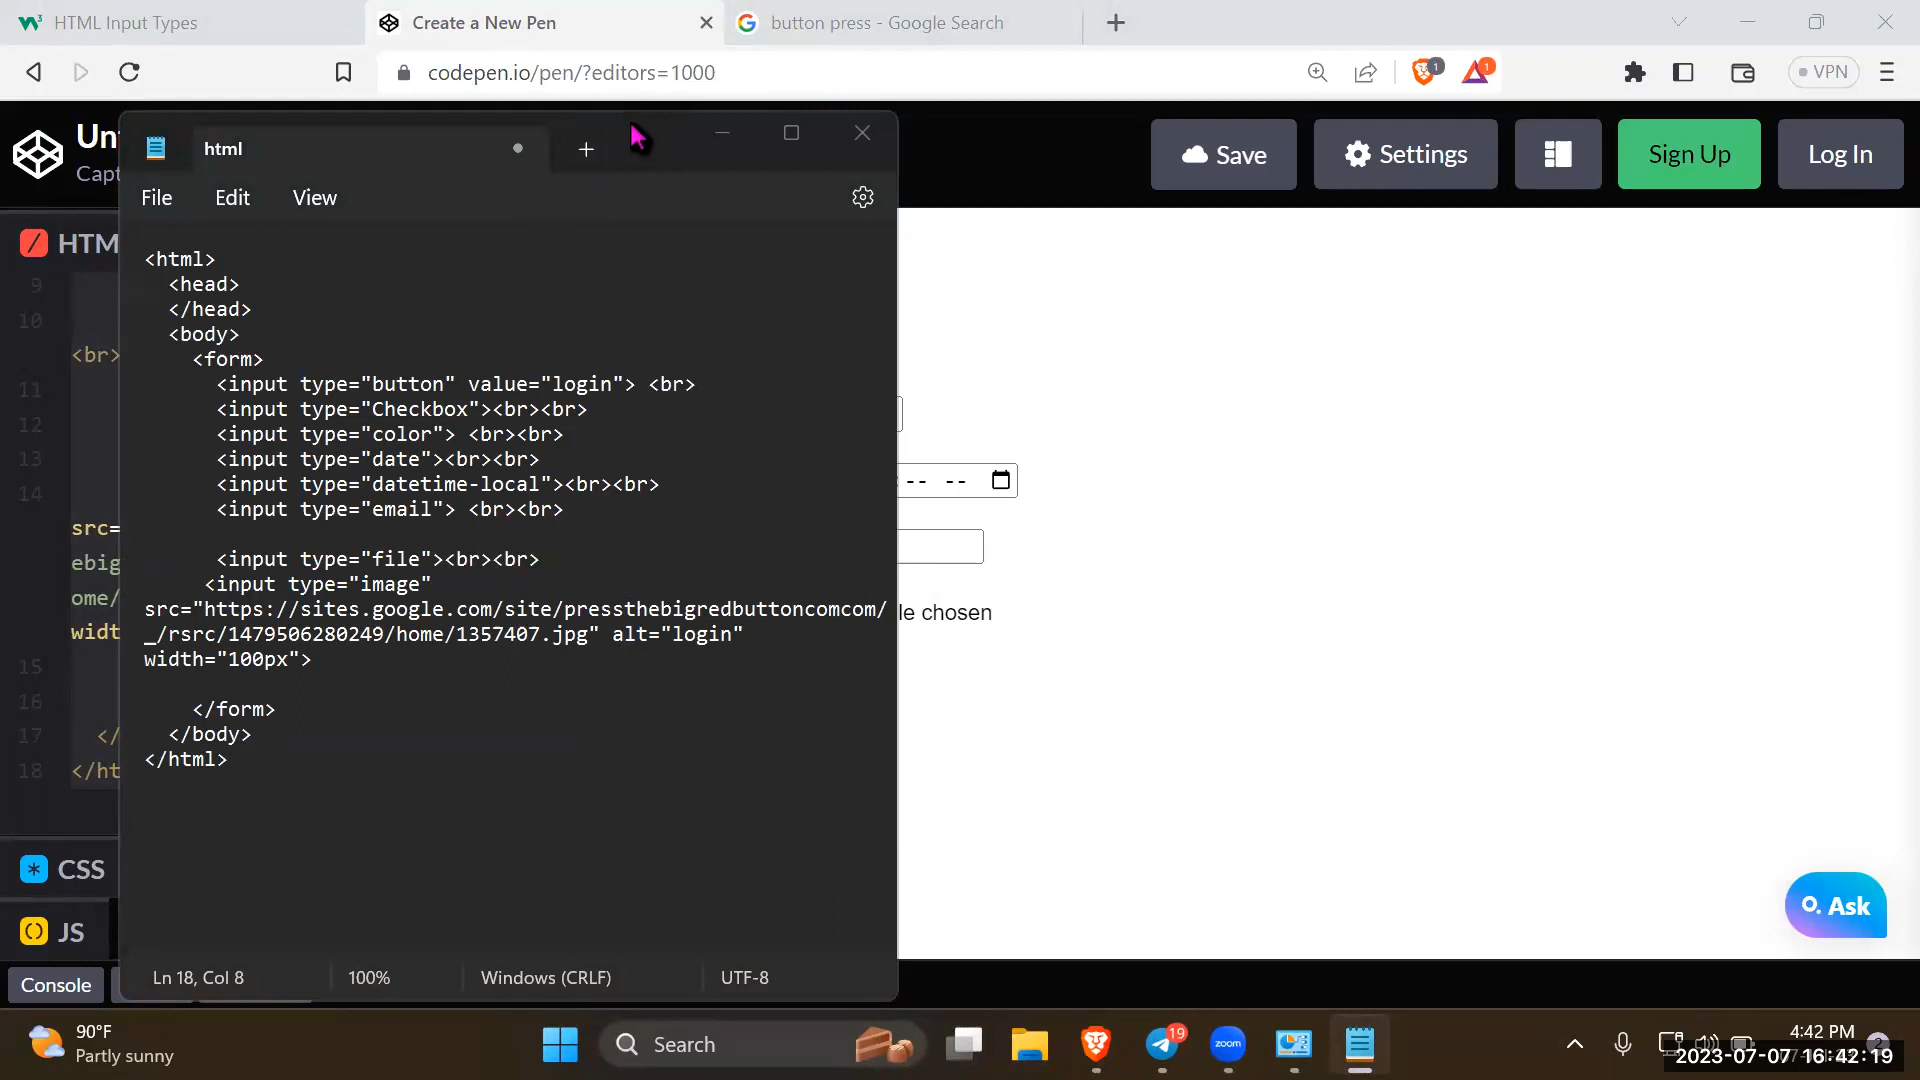 HTML Input Types
Create a New Pen
button press - Google Search
codepen.io/pen/?editors=1000
1
1
VPN
Capt
Save
Settings
Sign Up
Log In
html
File
Edit
View
HTM
9
10
<br>
11
12
13
14
src=
ebig
ome/
widt
15
16
17 </
18 </ht
<html>
<head>
</head>
<body>
<form>
<input type="button" value="login"> <br>
<input type="Checkbox"><br><br>
<input type="color"> <br><br>
<input type="date"><br><br>
<input type="datetime-local"><br><br>
<input type="email"> <br><br>
<input type="file"><br><br>
<input type="image"
src="https://sites.google.com/site/pressthebigredbuttoncomcom/
_/rsrc/1479506280249/home/1357407.jpg" alt="login"
width="100px">
</form>
</body>
</html>
-- --
le chosen
Ask
CSS
JS
Console
Ln 18, Col 8
100%
Windows (CRLF)
UTF-8
90°F
Partly sunny
Search
19
zoom
4:42 PM
2
2023-07-07 16:42:19